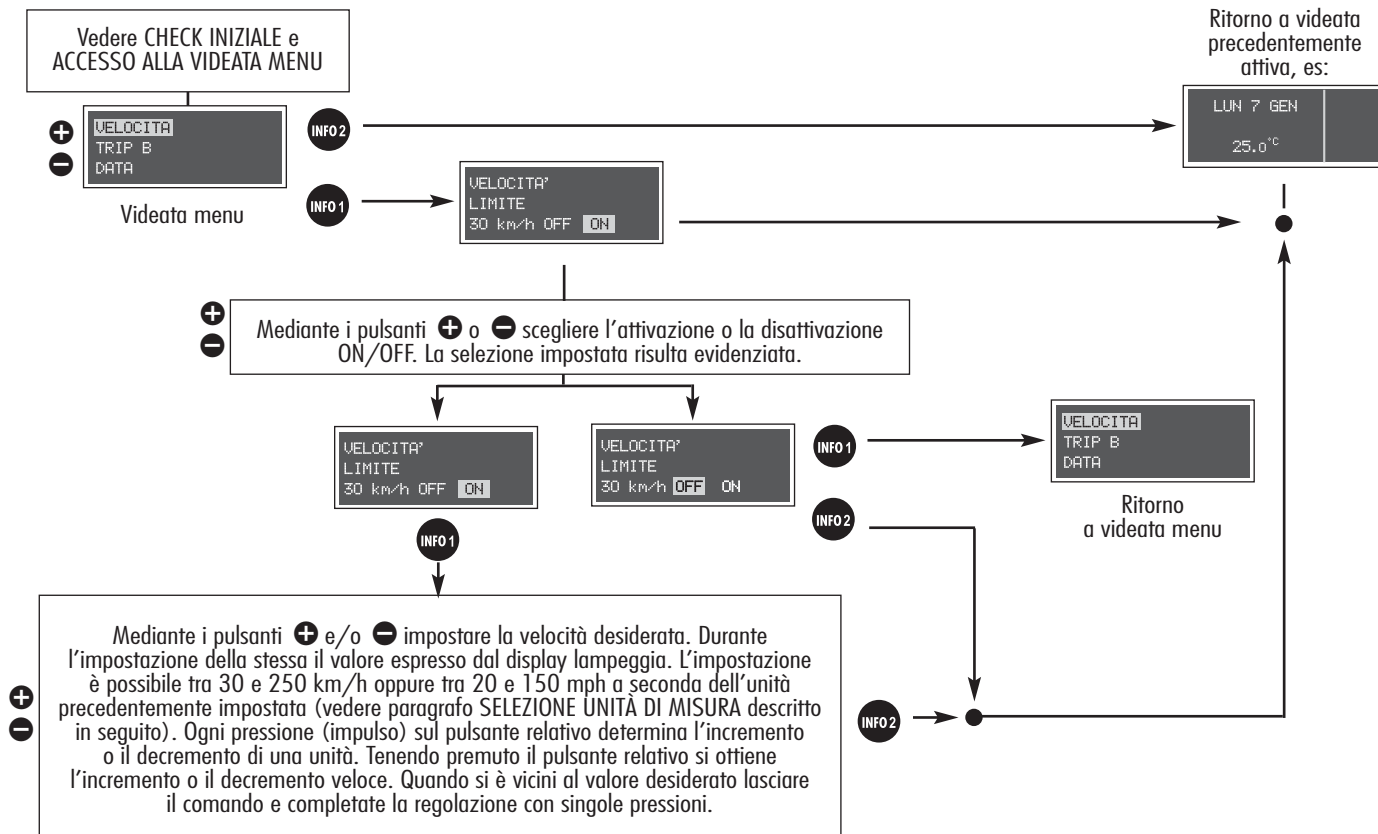 Vedere CHECK INIZIALE e
ACCESSO ALLA VIDEATA MENU
Ritorno a videata
precedentemente
attiva, es:
VELOCITA
TRIP B
DATA
INFO 2
LUN 7 GEN
25.0°C
Videata menu
INFO 1
VELOCITA'
LIMITE
30 km/h OFF ON
Mediante i pulsanti + o - scegliere l'attivazione o la disattivazione
ON/OFF. La selezione impostata risulta evidenziata.
VELOCITA'
LIMITE
30 km/h OFF ON
VELOCITA'
LIMITE
30 km/h OFF ON
INFO 1
INFO 2
VELOCITA
TRIP B
DATA
Ritorno
a videata menu
INFO 1
Mediante i pulsanti + e/o - impostare la velocità desiderata. Durante
l'impostazione della stessa il valore espresso dal display lampeggia. L'impostazione
è possibile tra 30 e 250 km/h oppure tra 20 e 150 mph a seconda dell'unità
precedentemente impostata (vedere paragrafo SELEZIONE UNITÀ DI MISURA descritto
in seguito). Ogni pressione (impulso) sul pulsante relativo determina l'incremento
o il decremento di una unità. Tenendo premuto il pulsante relativo si ottiene
l'incremento o il decremento veloce. Quando si è vicini al valore desiderato lasciare
il comando e completate la regolazione con singole pressioni.
INFO 2